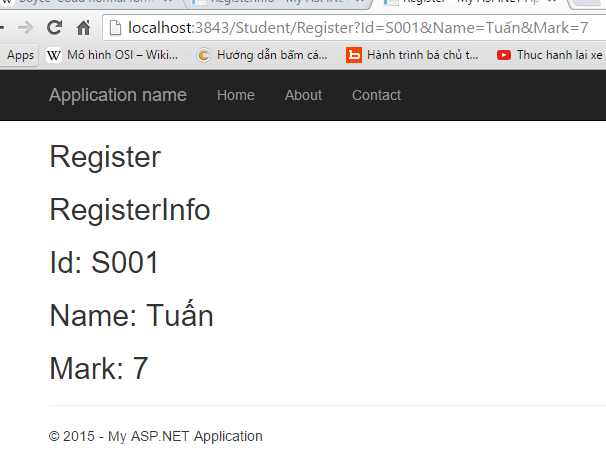 localhost:3843/Student/Register?Id=S001&Name=Tuấn&Mark=7
Apps Mô hình OSI – Wiki... Hướng dẫn bấm cá... Hành trình bá chủ t... Thuc hanh lai xe
Application name Home About Contact
Register
RegisterInfo
Id: S001
Name: Tuấn
Mark: 7
© 2015 - My ASP.NET Application